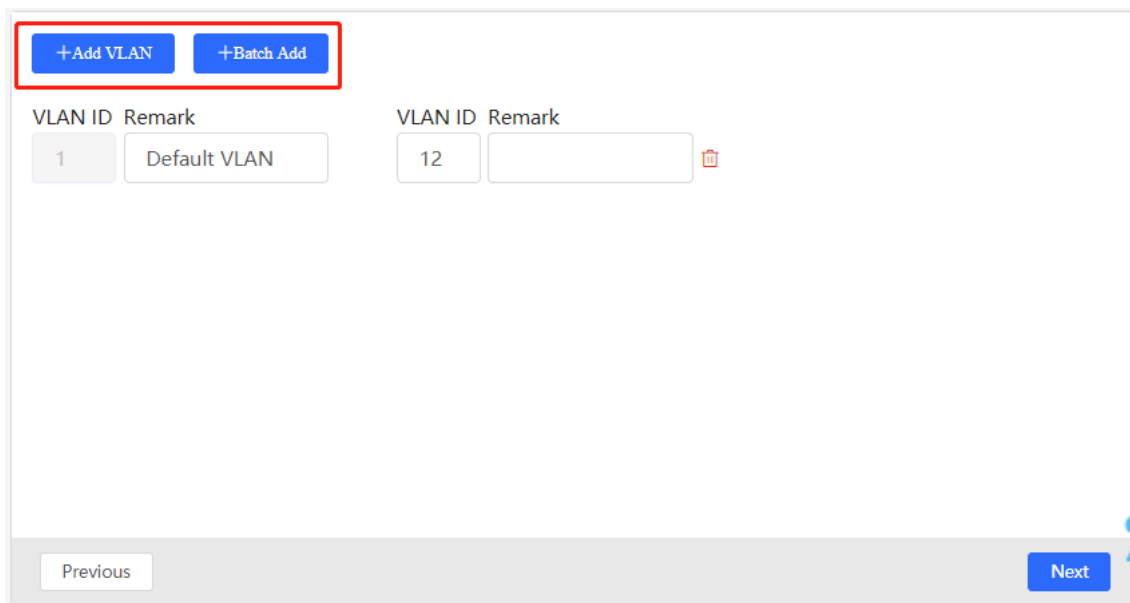 +Add VLAN +Batch Add
VLAN ID Remark VLAN ID Remark
1 Default VLAN 12
Previous Next